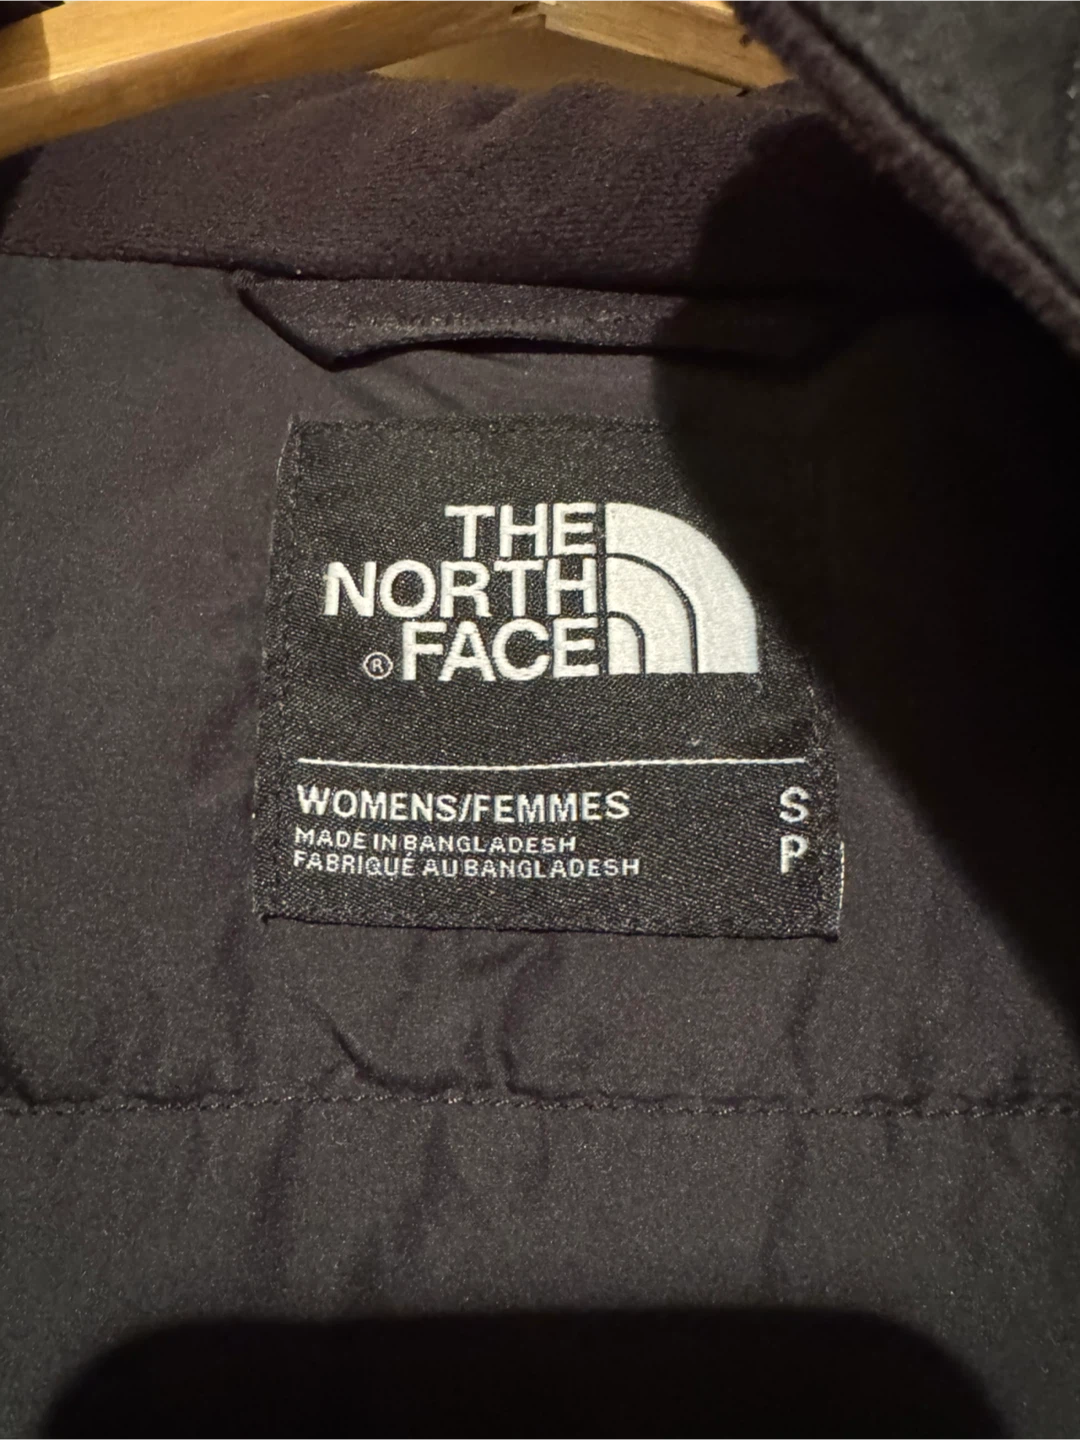 THE
NORTH
® FACE
WOMENS/FEMMES S
MADE IN BANGLADESH P
FABRIQUÉ AU BANGLADESH